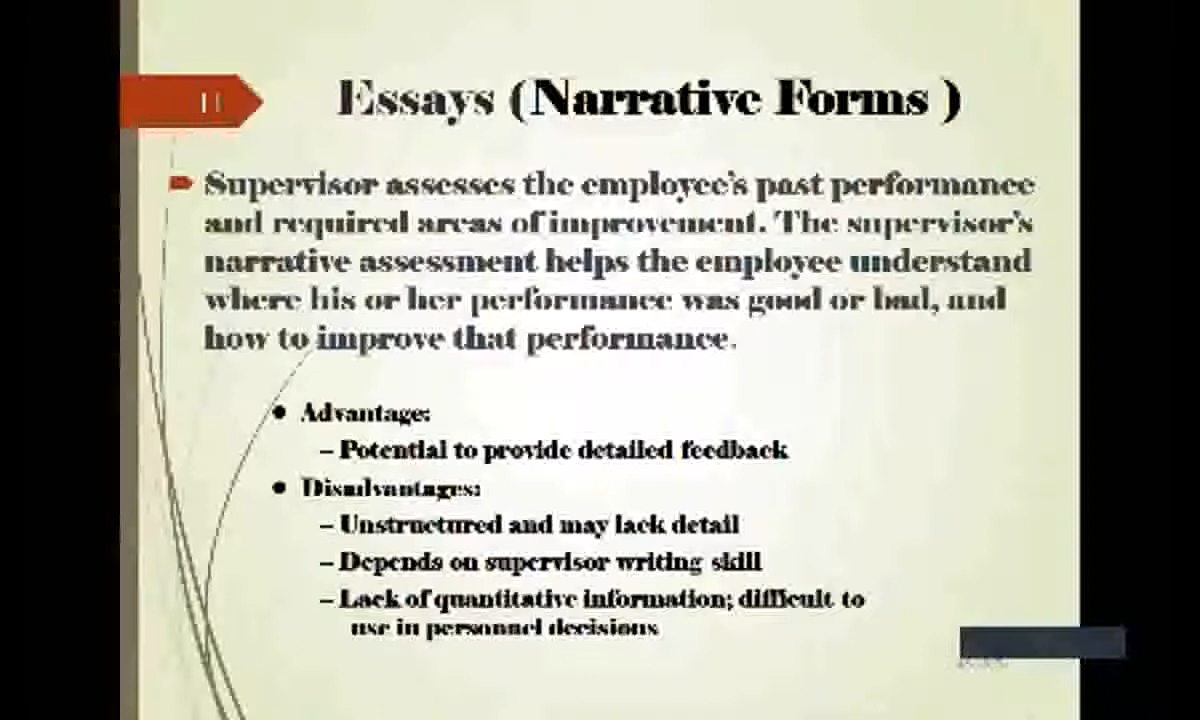 11
Essays (Narrative Forms )
Supervisor assesses the employee's past performance
and required areas of improvement. The supervisor's
narrative assessment helps the employee understand
where his or her performance was good or bad, and
how to improve that performance.
• Advantage:
– Potential to provide detailed feedback
• Disadvantages:
– Unstructured and may lack detail
– Depends on supervisor writing skill
– Lack of quantitative information; difficult to
use in personnel decisions